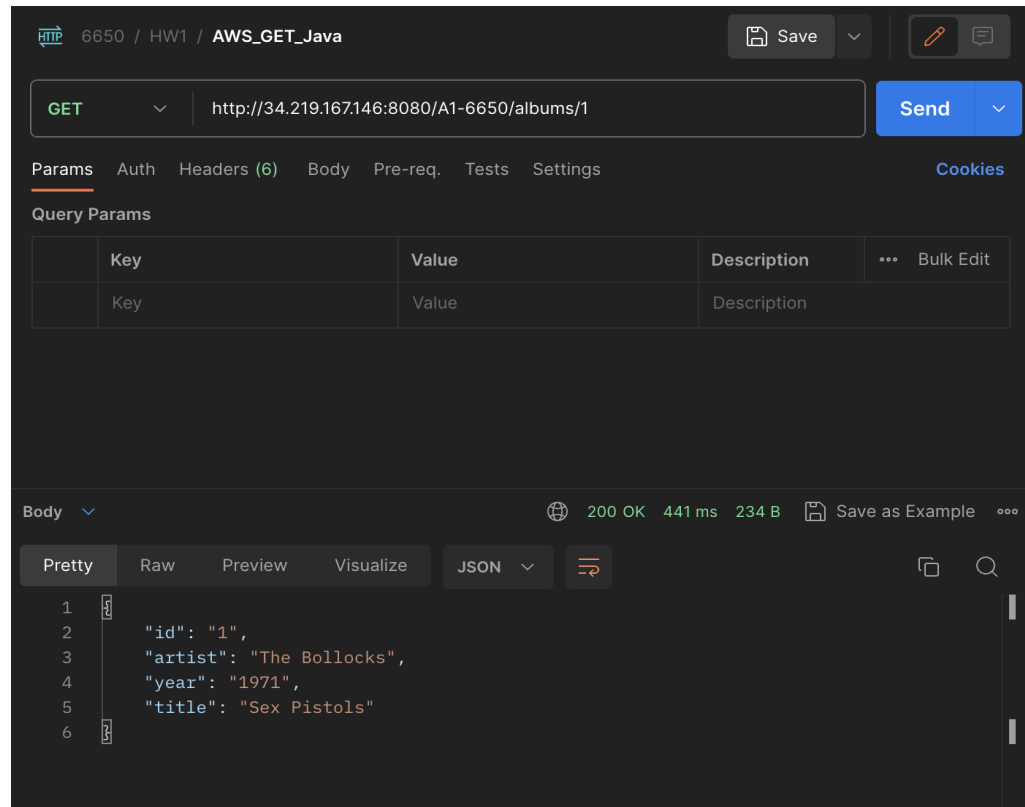 HTTP 6650 / HW1 / AWS_GET_Java Save
GET http://34.219.167.146:8080/A1-6650/albums/1 Send
Params Auth Headers (6) Body Pre-req. Tests Settings Cookies
Query Params
Key Value Description Bulk Edit
Key Value Description
Body 200 OK 441 ms 234 B Save as Example
Pretty Raw Preview Visualize JSON
1 {
2 "id": "1",
3 "artist": "The Bollocks",
4 "year": "1971",
5 "title": "Sex Pistols"
6 }